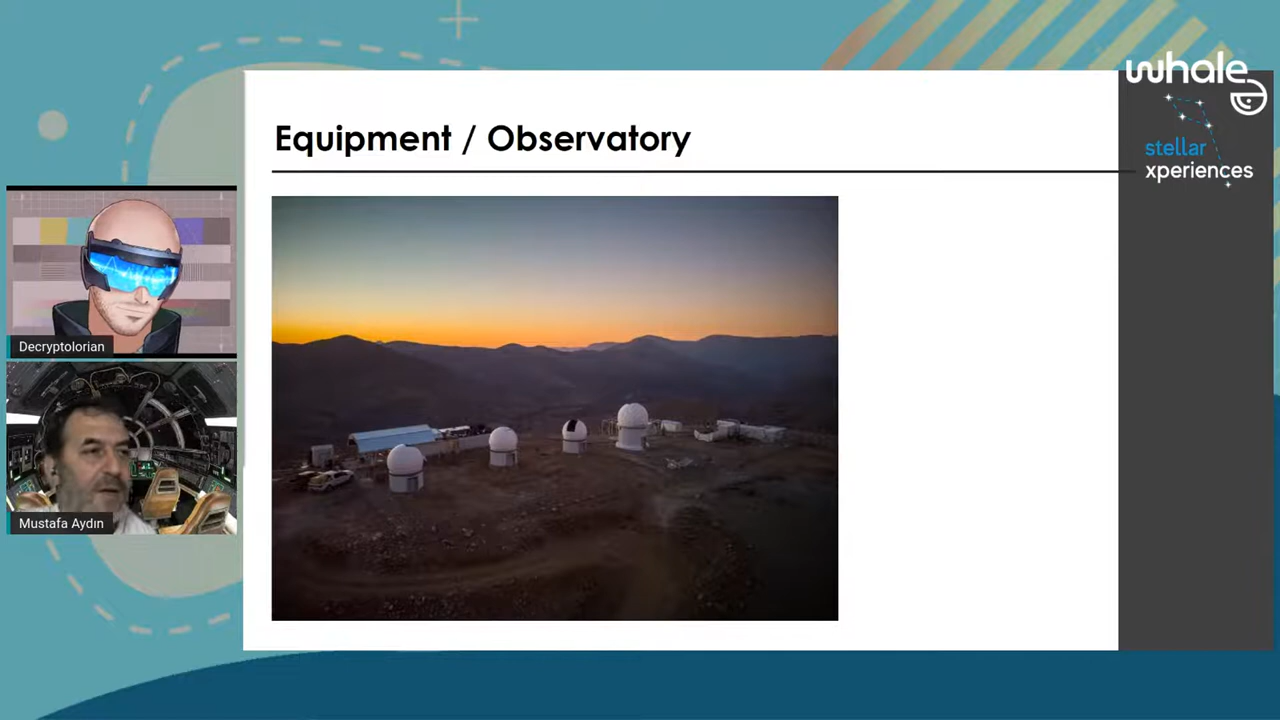 whale
Equipment / Observatory
stellar
xperiences
Decryptolorian
Mustafa Aydın